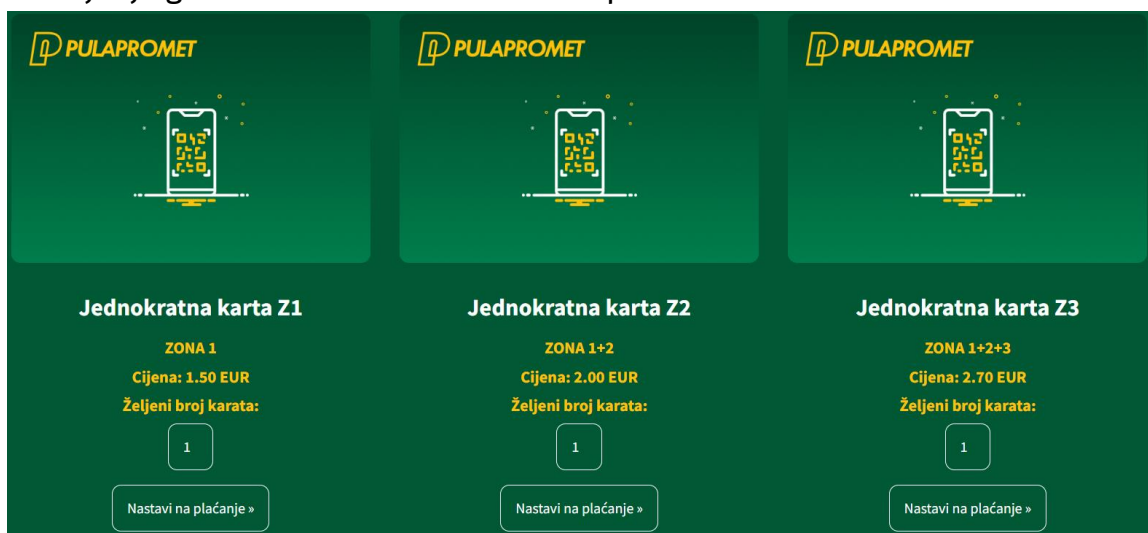 PULAPROMET
PULAPROMET
PULAPROMET
Jednokratna karta Z1
ZONA 1
Cijena: 1.50 EUR
Željeni broj karata:
1
Nastavi na plaćanje »
Jednokratna karta Z2
ZONA 1+2
Cijena: 2.00 EUR
Željeni broj karata:
1
Nastavi na plaćanje »
Jednokratna karta Z3
ZONA 1+2+3
Cijena: 2.70 EUR
Željeni broj karata:
1
Nastavi na plaćanje »